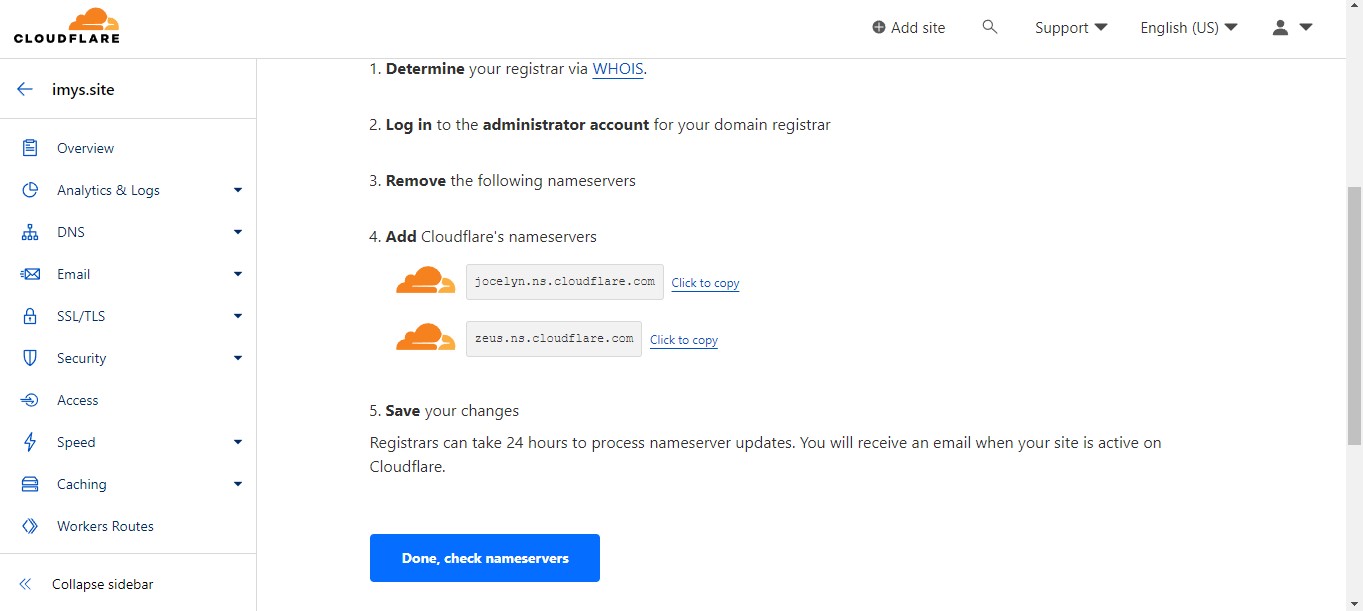 CLOUDFLARE
Add site
Support
English (US)
imys.site
Overview
Analytics & Logs
DNS
Email
SSL/TLS
Security
Access
Speed
Caching
Workers Routes
Collapse sidebar
1. Determine your registrar via WHOIS.
2. Log in to the administrator account for your domain registrar
3. Remove the following nameservers
4. Add Cloudflare's nameservers
jocelyn.ns.cloudflare.com Click to copy
zeus.ns.cloudflare.com Click to copy
5. Save your changes
Registrars can take 24 hours to process nameserver updates. You will receive an email when your site is active on
Cloudflare.
Done, check nameservers